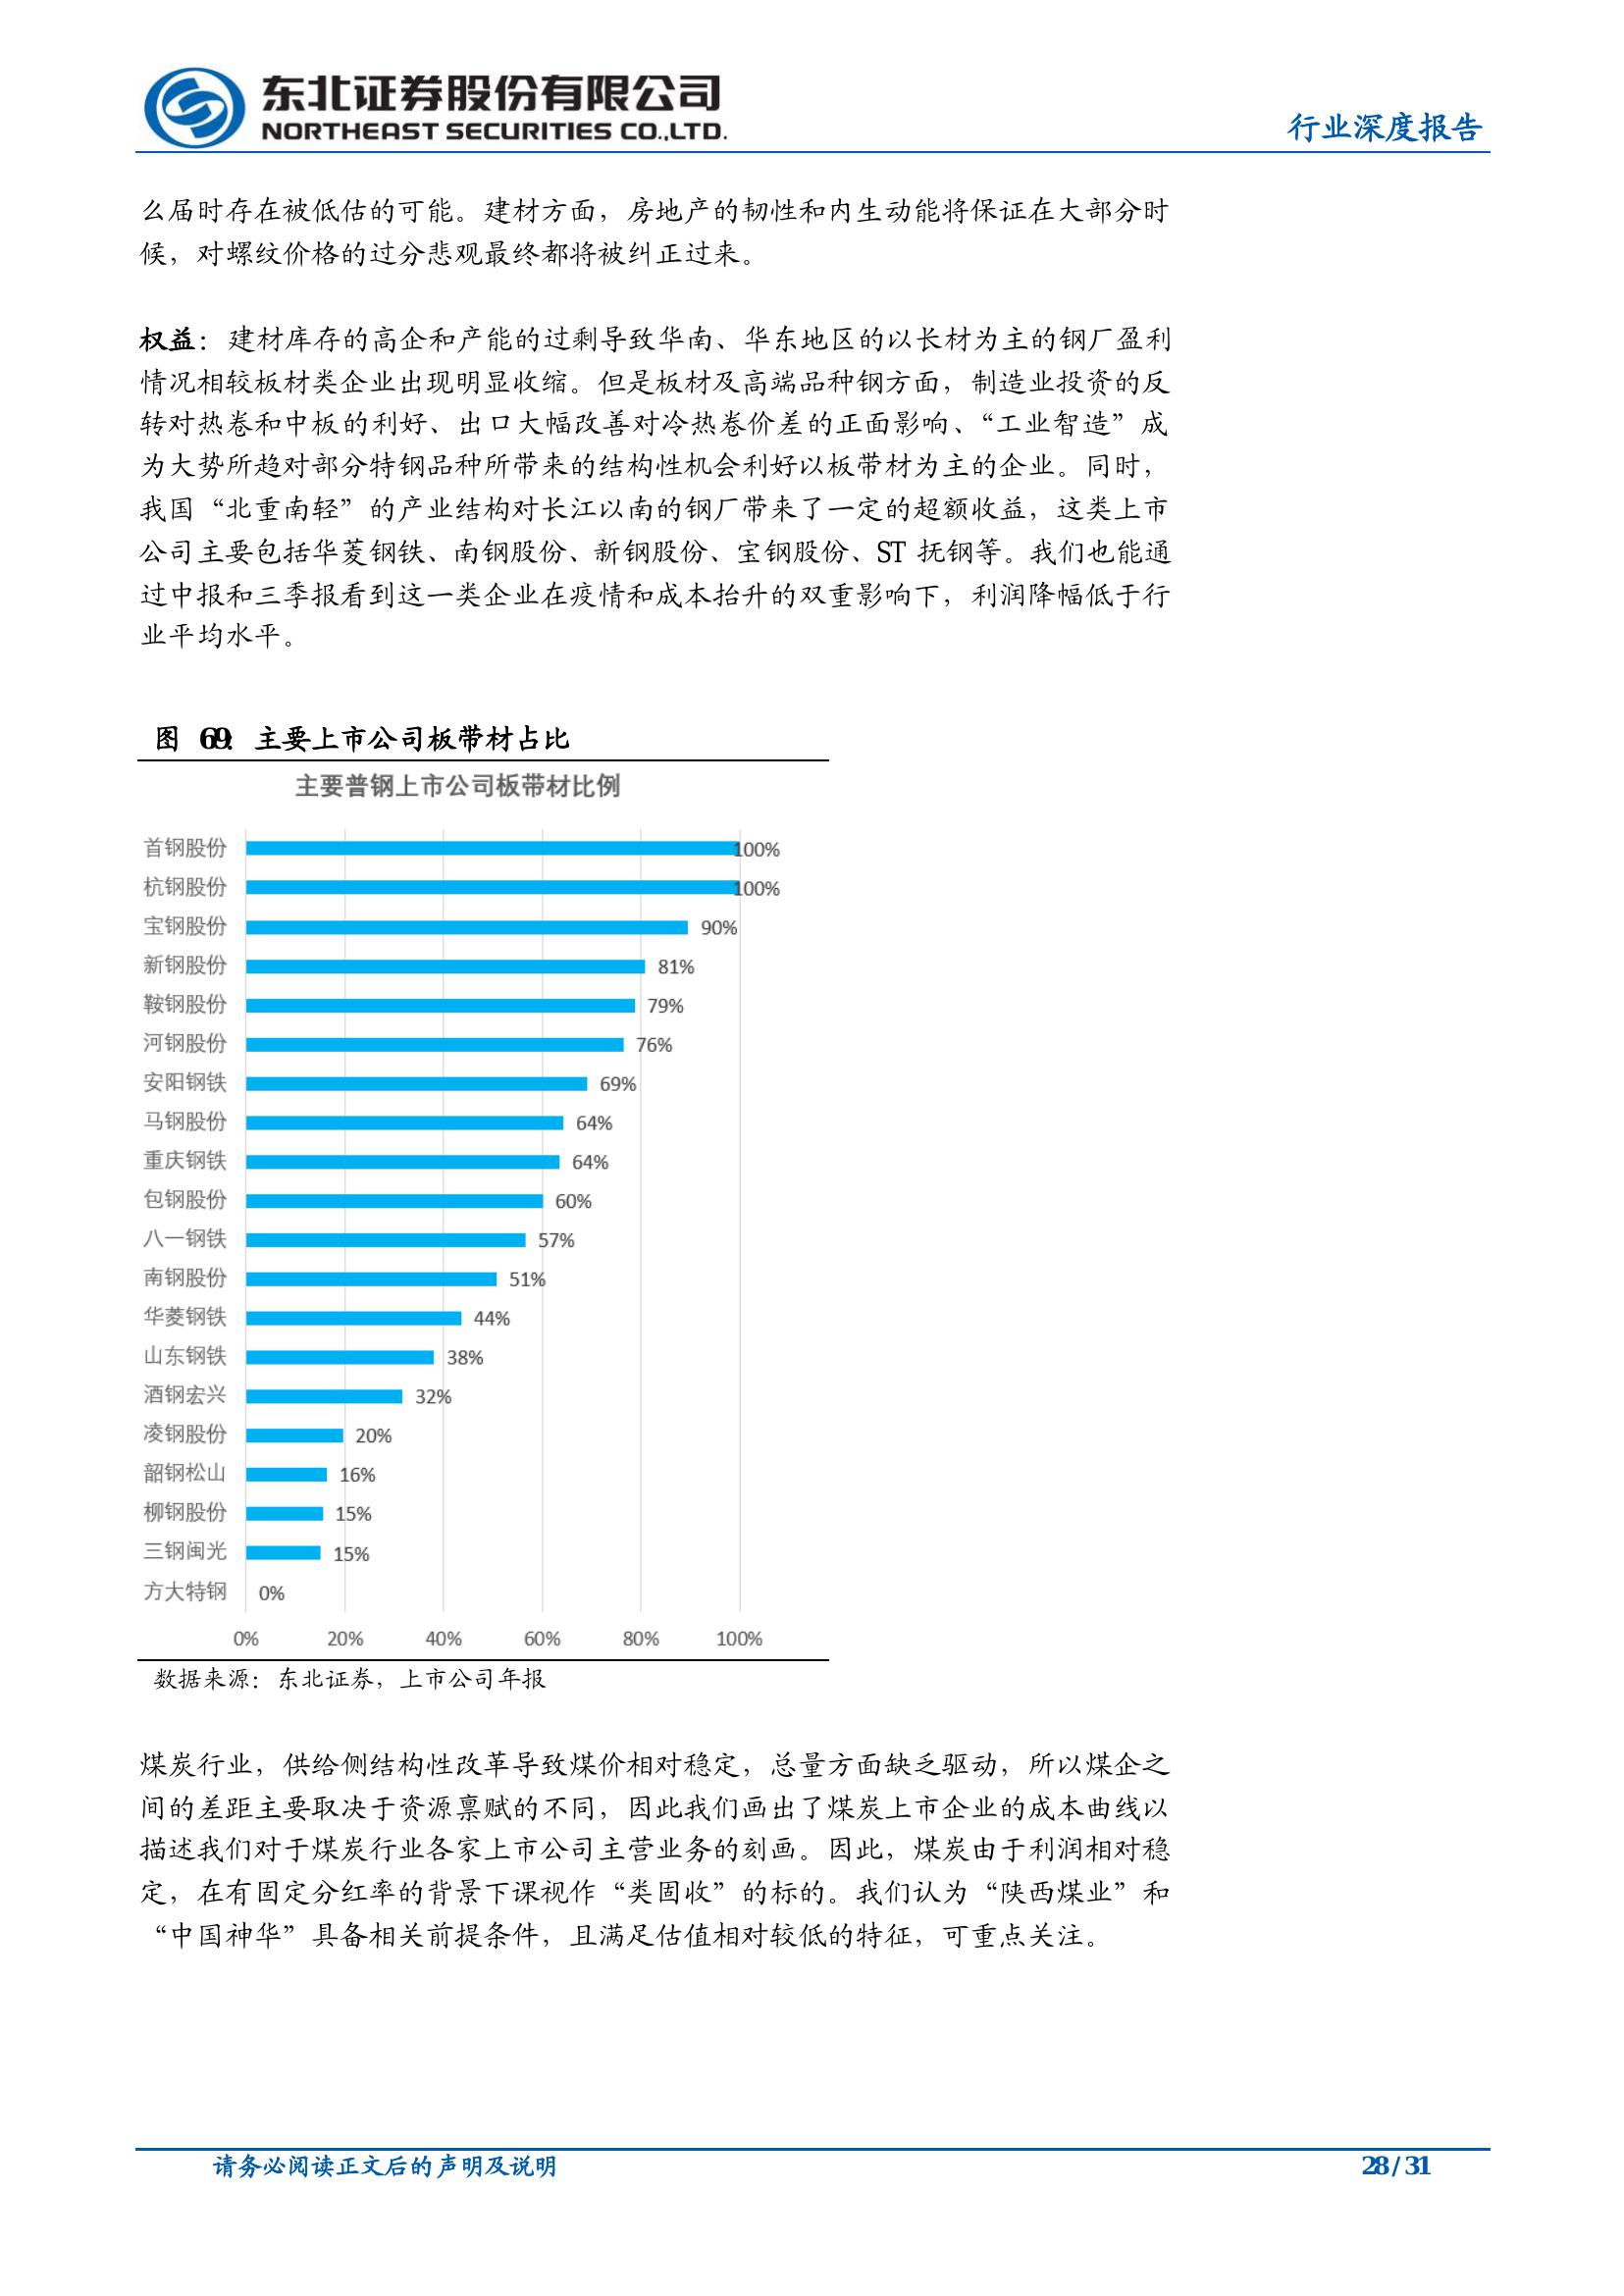 东北证券股份有限公司
NORTHEAST SECURITIES CO.,LTD.
行业深度报告
么届时存在被低估的可能。建材方面，房地产的韧性和内生动能将保证在大部分时
候，对螺纹价格的过分悲观最终都将被纠正过来。
权益：建材库存的高企和产能的过剩导致华南、华东地区的以长材为主的钢厂盈利
情况相较板材类企业出现明显收缩。但是板材及高端品种钢方面，制造业投资的反
转对热卷和中板的利好、出口大幅改善对冷热卷价差的正面影响、“工业智造”成
为大势所趋对部分特钢品种所带来的结构性机会利好以板带材为主的企业。同时，
我国“北重南轻”的产业结构对长江以南的钢厂带来了一定的超额收益，这类上市
公司主要包括华菱钢铁、南钢股份、新钢股份、宝钢股份、ST 抚钢等。我们也能通
过中报和三季报看到这一类企业在疫情和成本抬升的双重影响下，利润降幅低于行
业平均水平。
图 69：主要上市公司板带材占比
主要普钢上市公司板带材比例
首钢股份 100%
杭钢股份 100%
宝钢股份 90%
新钢股份 81%
鞍钢股份 79%
河钢股份 76%
安阳钢铁 69%
马钢股份 64%
重庆钢铁 64%
包钢股份 60%
八一钢铁 57%
南钢股份 51%
华菱钢铁 44%
山东钢铁 38%
酒钢宏兴 32%
凌钢股份 20%
韶钢松山 16%
柳钢股份 15%
三钢闽光 15%
方大特钢 0%
0% 20% 40% 60% 80% 100%
数据来源：东北证券，上市公司年报
煤炭行业，供给侧结构性改革导致煤价相对稳定，总量方面缺乏驱动，所以煤企之
间的差距主要取决于资源禀赋的不同，因此我们画出了煤炭上市企业的成本曲线以
描述我们对于煤炭行业各家上市公司主营业务的刻画。因此，煤炭由于利润相对稳
定，在有固定分红率的背景下课视作“类固收”的标的。我们认为“陕西煤业”和
“中国神华”具备相关前提条件，且满足估值相对较低的特征，可重点关注。
请务必阅读正文后的声明及说明
28 / 31